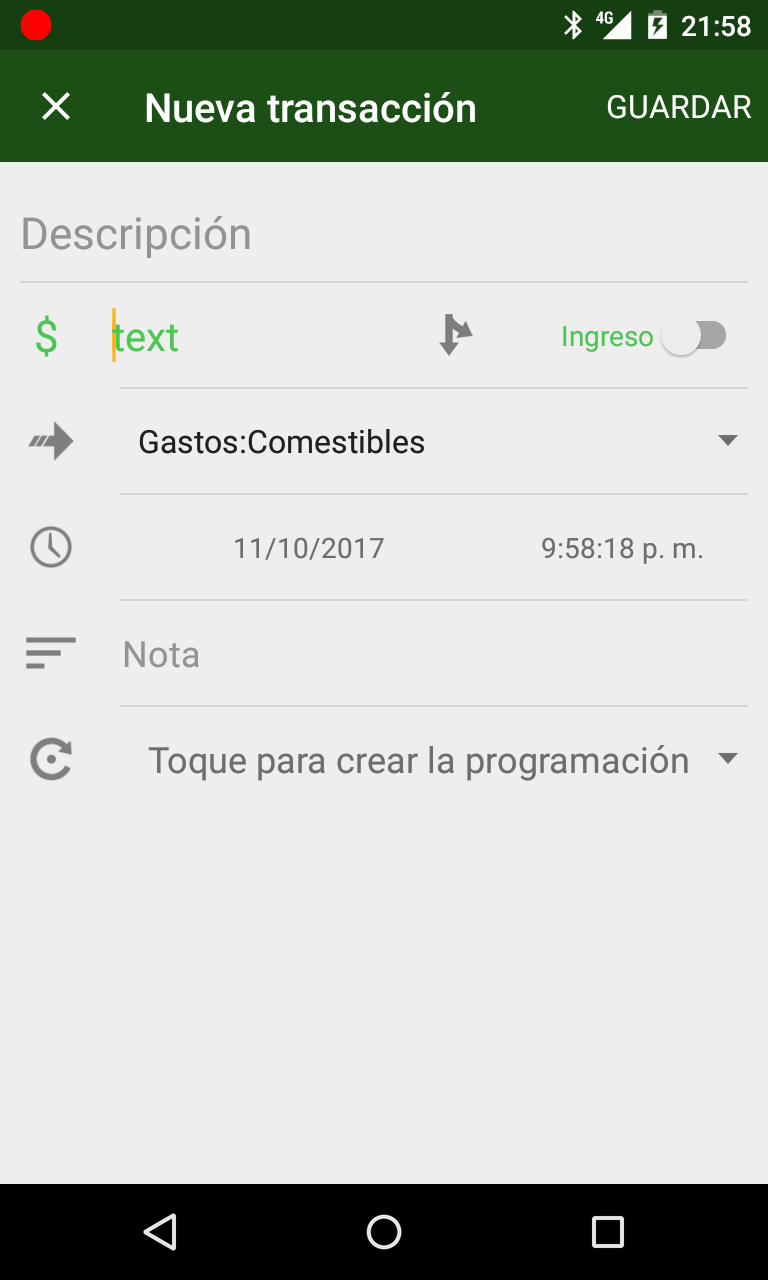 4G 21:58
Nueva transacción GUARDAR
Descripción
$ text Ingreso
Gastos:Comestibles
11/10/2017 9:58:18 p. m.
Nota
Toque para crear la programación